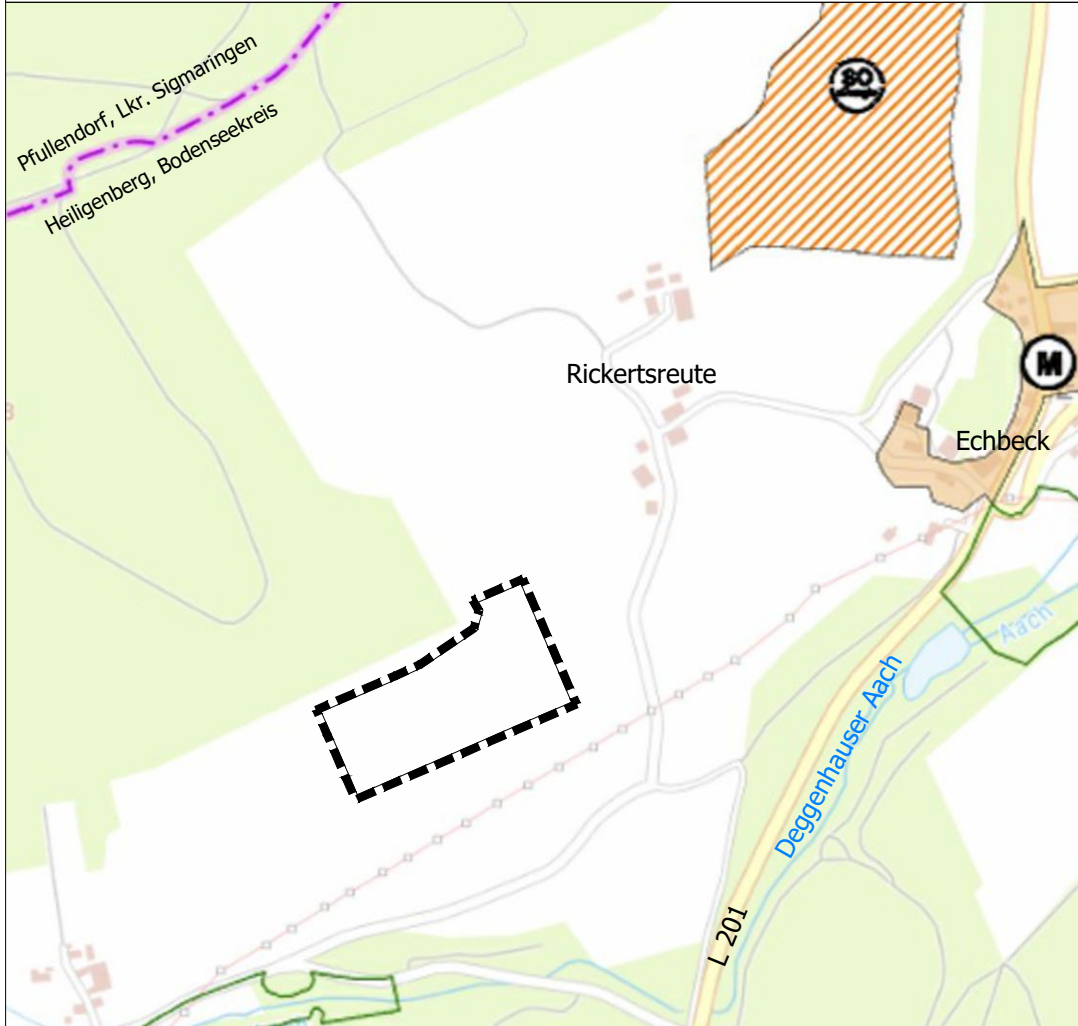 Pfullendorf, Lkr. Sigmaringen
Heiligenberg, Bodenseekreis
SO
Rickertsreute
M
Echbeck
Aach
Deggenhauser Aach
L 201